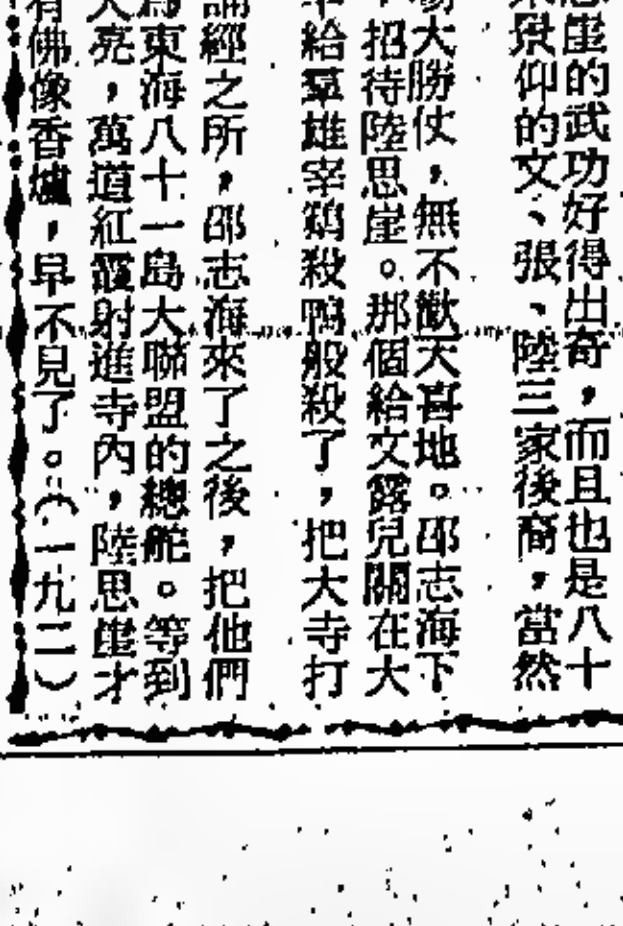 崖的武功好得出奇，而且也是八十
景仰的文、張、陸三家後裔，當然
大勝仗，無不歡天喜地。邵志海下
招待陸思崖。那個給文露兒關在大
給羣雄宰鷄殺鴨般殺了，把大寺打
誦經之所，邵志海來了之後，把他們
為東海八十一島大聯盟的總舵。等到
大亮，萬道紅霞射進寺內，陸思崖才
有佛像香爐，早不見了。（一九二）